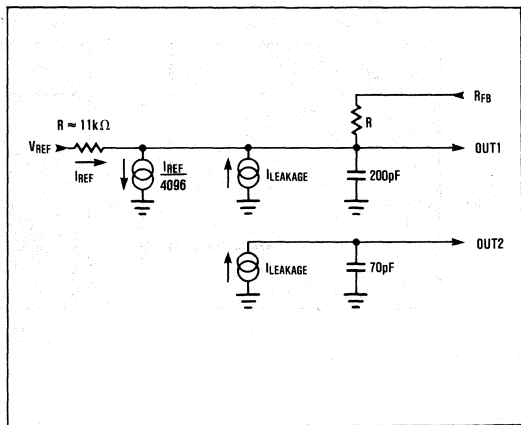 R ≈ 11kΩ
R_FB
R
V_REF
OUT1
I_REF
I_REF
4096
I_LEAKAGE
200pF
OUT2
I_LEAKAGE
70pF